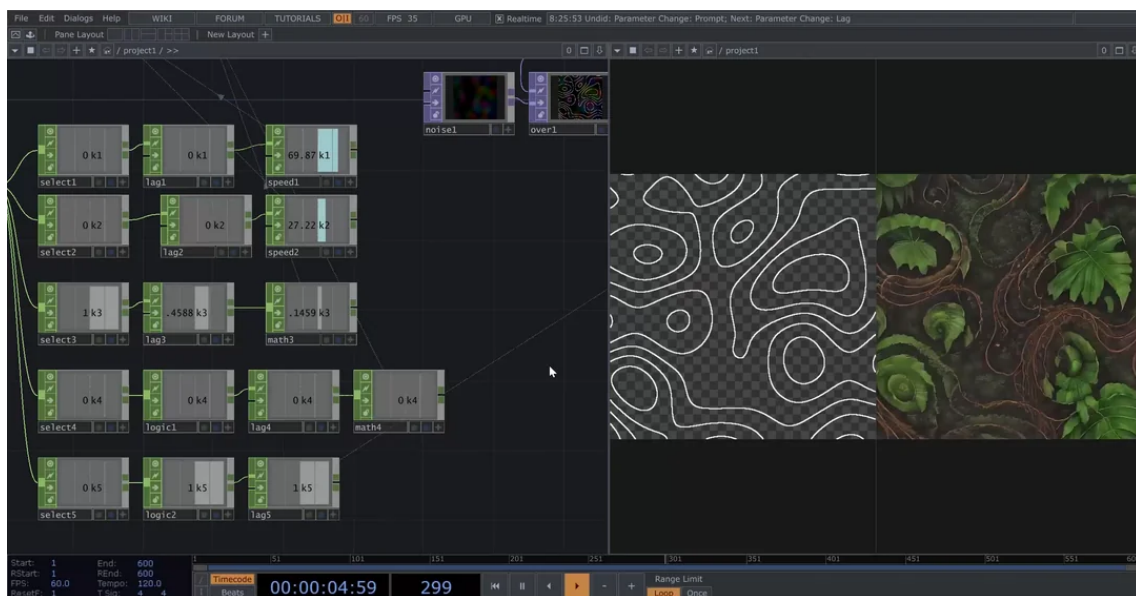 File Edit Dialogs Help WIKI FORUM TUTORIALS O|I 60 FPS 35 GPU X Realtime 8:25:53 Undid: Parameter Change: Prompt; Next: Parameter Change: Lag
Pane Layout New Layout +
/ project1 / >> 0 / project1 0
noise1 over1
0 k1 0 k1 69.87 k1
select1 lag1 speed1
0 k2 0 k2 27.22 k2
select2 lag2 speed2
1 k3 .4588 k3 .1459 k3
select3 lag3 math3
0 k4 0 k4 0 k4 0 k4
select4 logic1 lag4 math4
0 k5 1 k5 1 k5
select5 logic2 lag5
1 51 101 151 201 251 301 351 401 451 501 551
Start: 1 End: 600
RStart: 1 REnd: 600
FPS: 60.0 Tempo: 120.0
ResetF: 1 T Sig: 4 4
Timecode
Beats
00:00:04:59 299
Range Limit
Loop Once